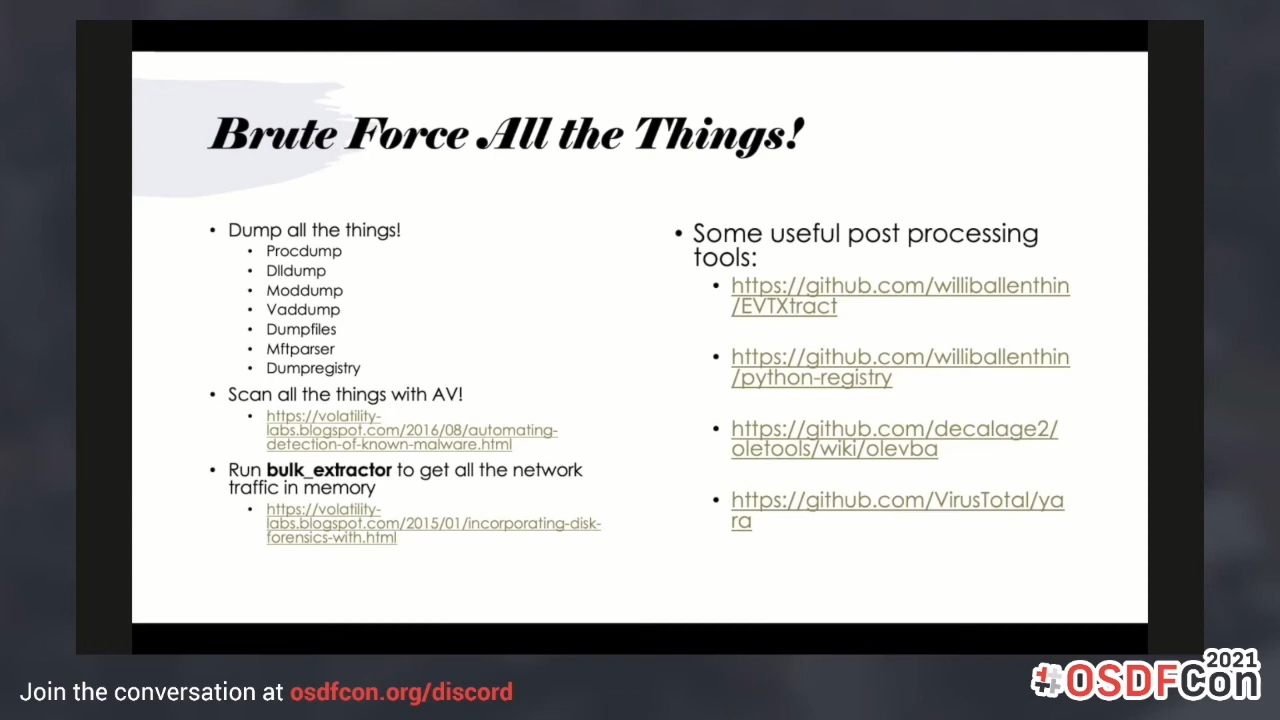 Brute Force All the Things!
• Dump all the things!
• Procdump
• Dlldump
• Moddump
• Vaddump
• Dumpfiles
• Mftparser
• Dumpregistry
• Scan all the things with AV!
• https://volatility-
labs.blogspot.com/2016/08/automating-
detection-of-known-malware.html
• Run bulk_extractor to get all the network
traffic in memory
• https://volatility-
labs.blogspot.com/2015/01/incorporating-disk-
forensics-with.html
• Some useful post processing
tools:
• https://github.com/williballenthin
/EVTXtract
• https://github.com/williballenthin
/python-registry
• https://github.com/decalage2/
oletools/wiki/olevba
• https://github.com/VirusTotal/ya
ra
Join the conversation at osdfcon.org/discord
2021
#OSDFCon